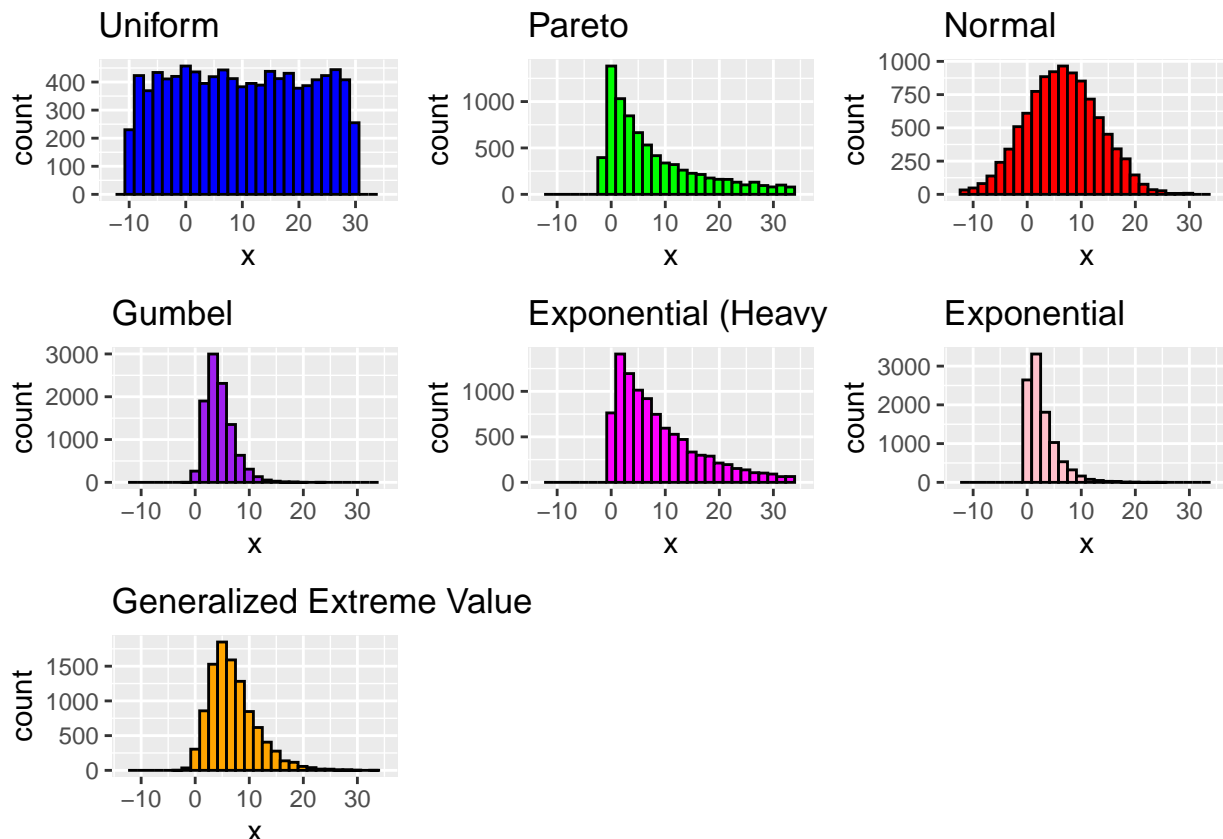 Uniform
Pareto
Normal
count
400
300
200
100
0
−10 0 10 20 30
x
count
1000
500
0
−10 0 10 20 30
x
count
1000
750
500
250
0
−10 0 10 20 30
x
Gumbel
Exponential (Heavy
Exponential
count
3000
2000
1000
0
−10 0 10 20 30
x
count
1000
500
0
−10 0 10 20 30
x
count
3000
2000
1000
0
−10 0 10 20 30
x
Generalized Extreme Value
count
1500
1000
500
0
−10 0 10 20 30
x